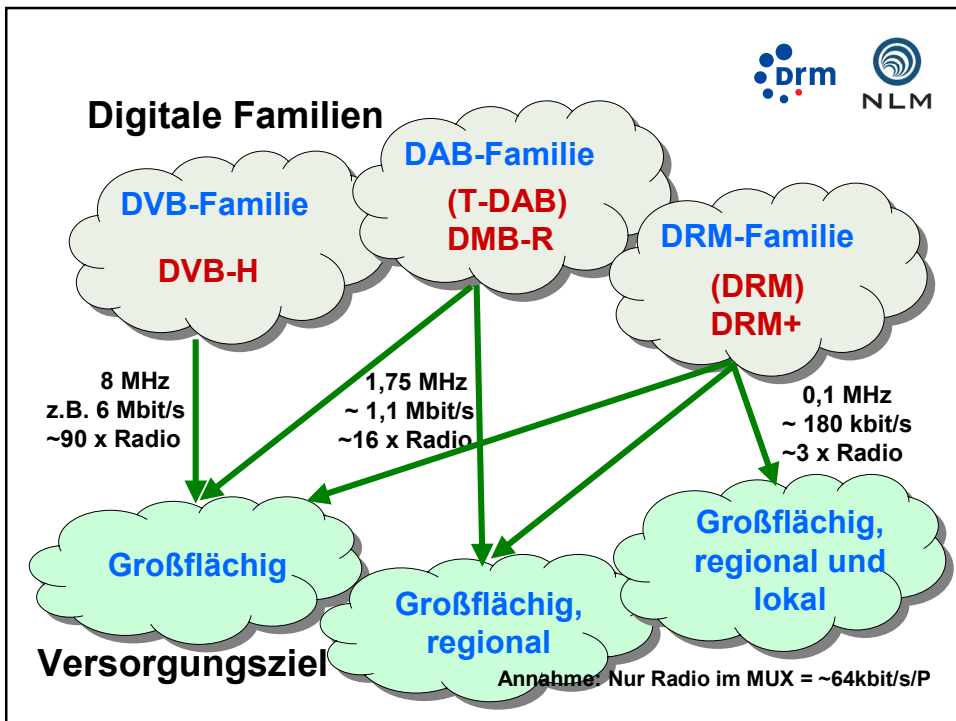 Drm
NLM
Digitale Familien
DVB-Familie
DVB-H
DAB-Familie
(T-DAB)
DMB-R
DRM-Familie
(DRM)
DRM+
8 MHz
z.B. 6 Mbit/s
~90 x Radio
1,75 MHz
~ 1,1 Mbit/s
~16 x Radio
0,1 MHz
~ 180 kbit/s
~3 x Radio
Großflächig
Großflächig,
regional
Großflächig,
regional und
lokal
Versorgungsziel
Annahme: Nur Radio im MUX = ~64kbit/s/P